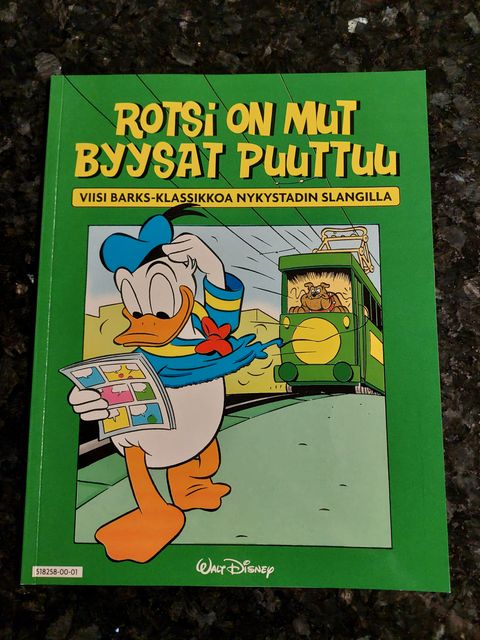 ROTSI ON MUT
BYYSAT PUUTTUU
VIISI BARKS-KLASSIKKOA NYKYSTADIN SLANGILLA
518258-00-01
WALT DISNEY